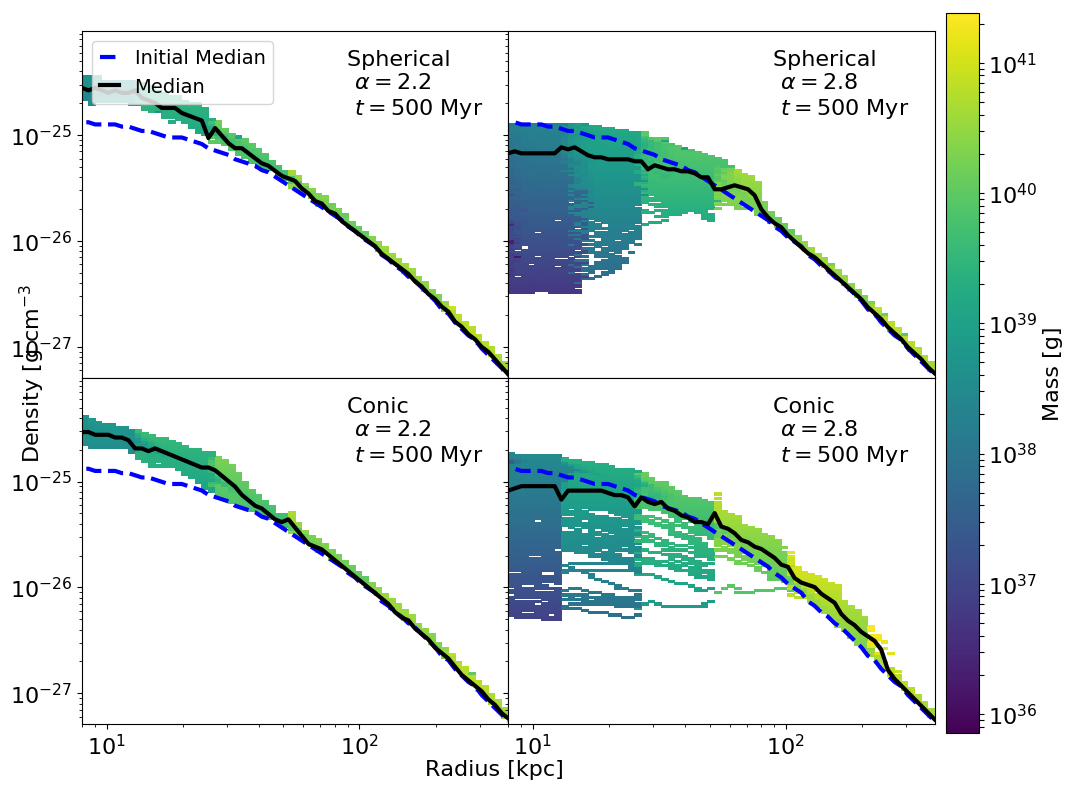 Initial Median
Median
Spherical
α = 2.2
t = 500 Myr
Spherical
α = 2.8
t = 500 Myr
10⁻²⁵
10⁻²⁶
10⁻²⁷
Conic
α = 2.2
t = 500 Myr
Conic
α = 2.8
t = 500 Myr
10⁻²⁵
10⁻²⁶
10⁻²⁷
Density [g cm⁻³]
10¹
10²
10¹
10²
Radius [kpc]
10⁴¹
10⁴⁰
10³⁹
10³⁸
10³⁷
10³⁶
Mass [g]